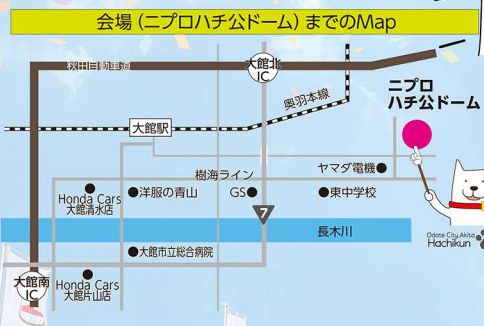 会場（ニプロハチ公ドーム）までのMap
秋田自動車道
大館北
IC
奥羽本線
ニプロ
ハチ公ドーム
大館駅
樹海ライン
ヤマダ電機
Honda Cars
大館清水店
洋服の青山
GS
東中学校
7
長木川
Odate City,Akita
Hachikun
大館市立総合病院
大館南
IC
Honda Cars
大館片山店